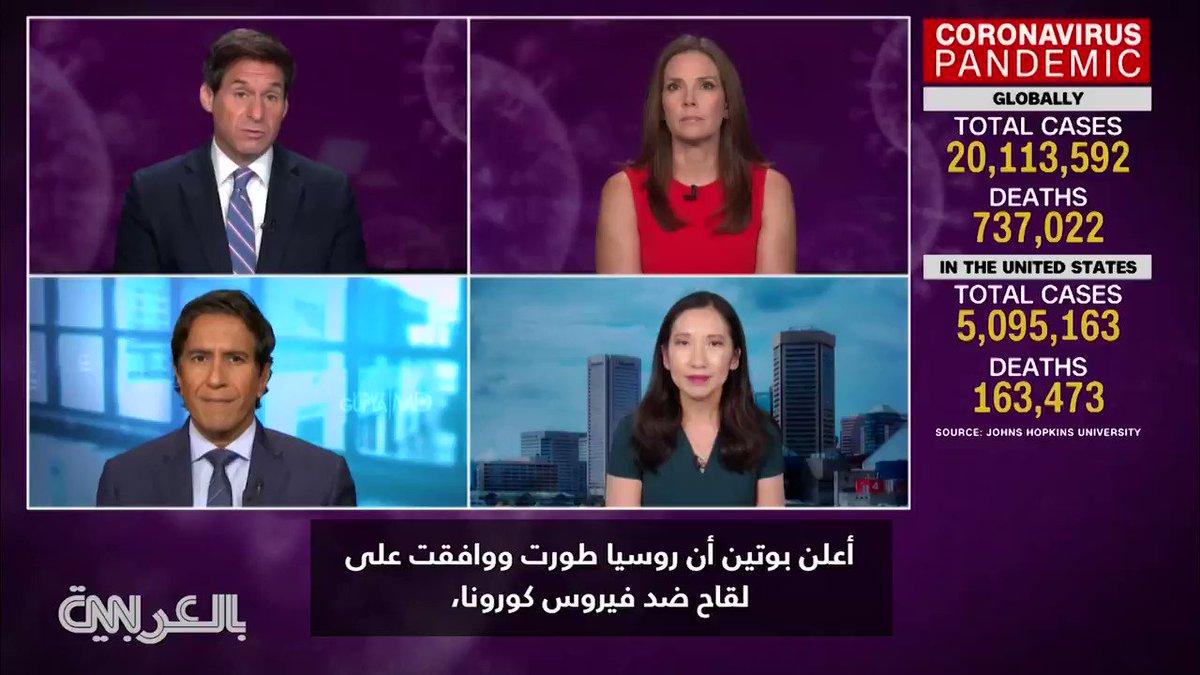 CORONAVIRUS
PANDEMIC
GLOBALLY
TOTAL CASES
20,113,592
DEATHS
737,022
IN THE UNITED STATES
TOTAL CASES
5,095,163
DEATHS
163,473
SOURCE: JOHNS HOPKINS UNIVERSITY
أعلن بوتين أن روسيا طورت ووافقت على
لقاح ضد فيروس كورونا،
بالعربية